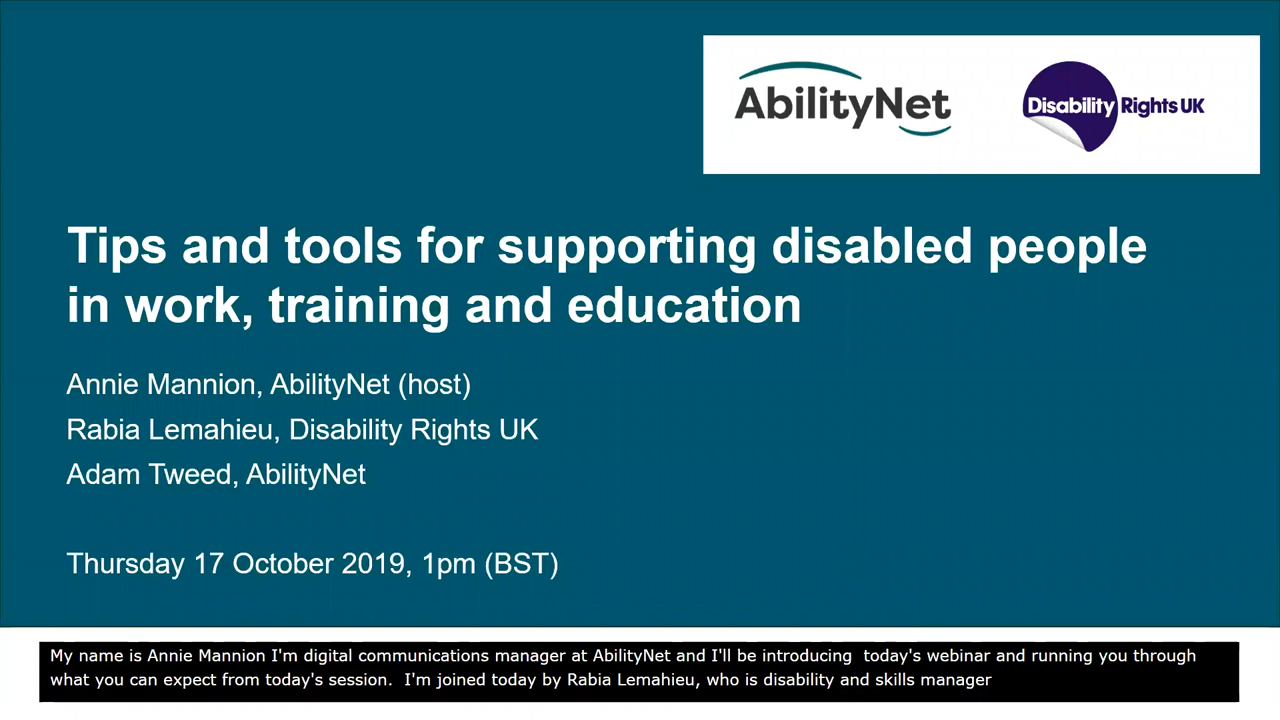 AbilityNet
Disability Rights UK
Tips and tools for supporting disabled people
in work, training and education
Annie Mannion, AbilityNet (host)
Rabia Lemahieu, Disability Rights UK
Adam Tweed, AbilityNet
Thursday 17 October 2019, 1pm (BST)
My name is Annie Mannion I'm digital communications manager at AbilityNet and I'll be introducing  today's webinar and running you through
what you can expect from today's session.  I'm joined today by Rabia Lemahieu, who is disability and skills manager